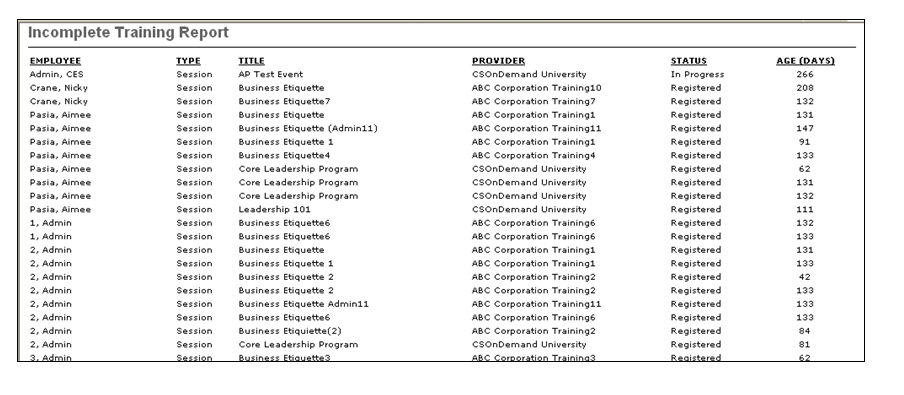 Incomplete Training Report
EMPLOYEE TYPE TITLE PROVIDER STATUS AGE (DAYS)
Admin, CES Session AP Test Event CSOnDemand University In Progress 266
Crane, Nicky Session Business Etiquette ABC Corporation Training10 Registered 208
Crane, Nicky Session Business Etiquette7 ABC Corporation Training7 Registered 132
Pasia, Aimee Session Business Etiquette ABC Corporation Training1 Registered 131
Pasia, Aimee Session Business Etiquette (Admin11) ABC Corporation Training11 Registered 147
Pasia, Aimee Session Business Etiquette 1 ABC Corporation Training1 Registered 91
Pasia, Aimee Session Business Etiquette4 ABC Corporation Training4 Registered 133
Pasia, Aimee Session Core Leadership Program CSOnDemand University Registered 62
Pasia, Aimee Session Core Leadership Program CSOnDemand University Registered 131
Pasia, Aimee Session Core Leadership Program CSOnDemand University Registered 132
Pasia, Aimee Session Leadership 101 CSOnDemand University Registered 111
1, Admin Session Business Etiquette6 ABC Corporation Training6 Registered 132
1, Admin Session Business Etiquette6 ABC Corporation Training6 Registered 133
2, Admin Session Business Etiquette ABC Corporation Training1 Registered 131
2, Admin Session Business Etiquette 1 ABC Corporation Training1 Registered 133
2, Admin Session Business Etiquette 2 ABC Corporation Training2 Registered 42
2, Admin Session Business Etiquette 2 ABC Corporation Training2 Registered 133
2, Admin Session Business Etiquette Admin11 ABC Corporation Training11 Registered 133
2, Admin Session Business Etiquette6 ABC Corporation Training6 Registered 133
2, Admin Session Business Etiquiette(2) ABC Corporation Training2 Registered 84
2, Admin Session Core Leadership Program CSOnDemand University Registered 81
3, Admin Session Business Etiquette3 ABC Corporation Training3 Registered 62